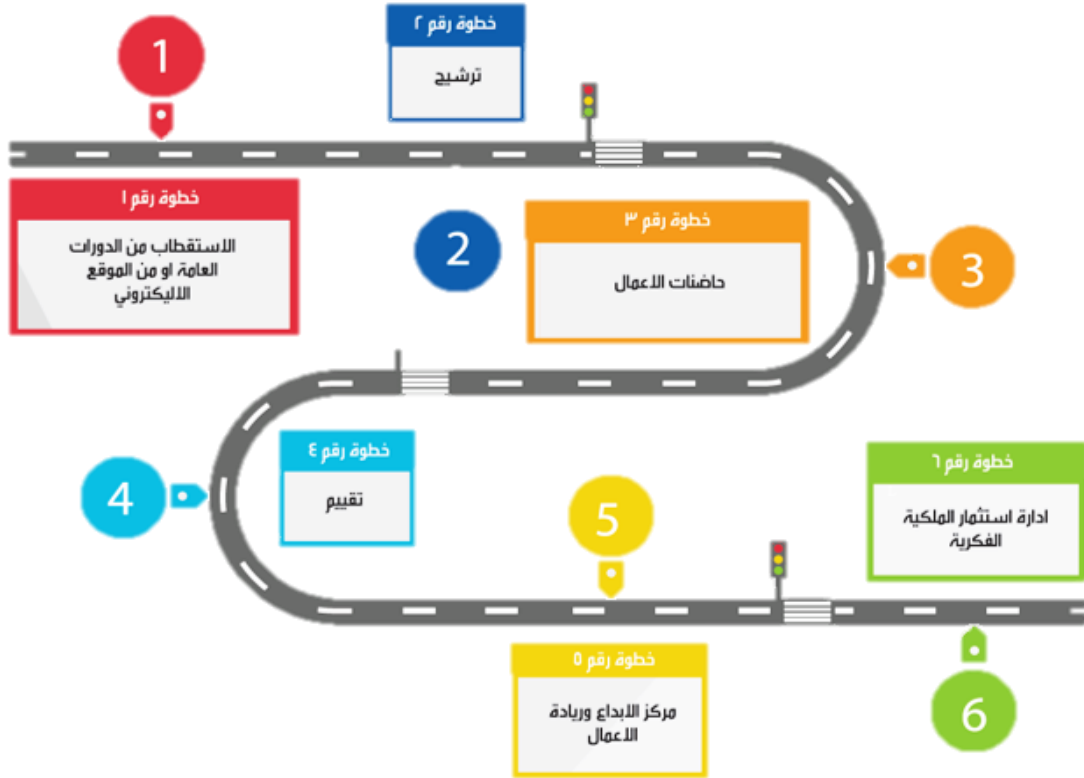 1
خطوة رقم ١
الاستقطاب من الدورات
العامة او من الموقع
الاليكتروني
خطوة رقم ٢
ترشيح
2
خطوة رقم ٣
حاضنات الاعمال
3
خطوة رقم ٤
تقييم
4
5
خطوة رقم ٥
مركز الابداع وريادة
الاعمال
خطوة رقم ٦
ادارة استثمار الملكية
الفكرية
6